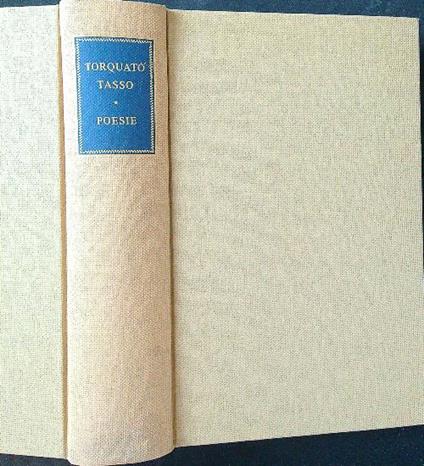 TORQUATO
TASSO
*
POESIE